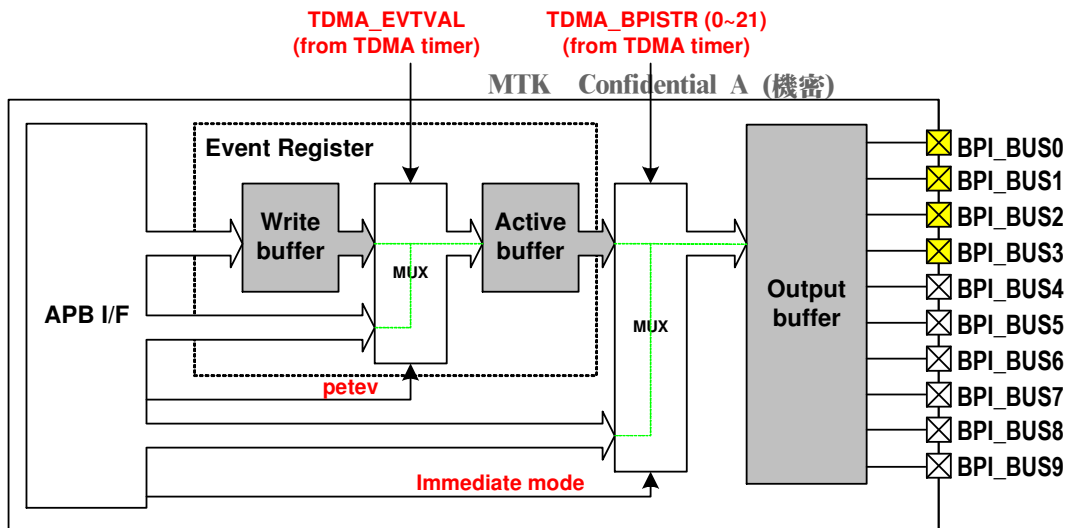 TDMA_EVTVAL
(from TDMA timer)
TDMA_BPISTR (0~21)
(from TDMA timer)
MTK Confidential A (機密)
Event Register
Write
buffer
MUX
Active
buffer
MUX
APB I/F
Output
buffer
petev
Immediate mode
BPI_BUS0
BPI_BUS1
BPI_BUS2
BPI_BUS3
BPI_BUS4
BPI_BUS5
BPI_BUS6
BPI_BUS7
BPI_BUS8
BPI_BUS9